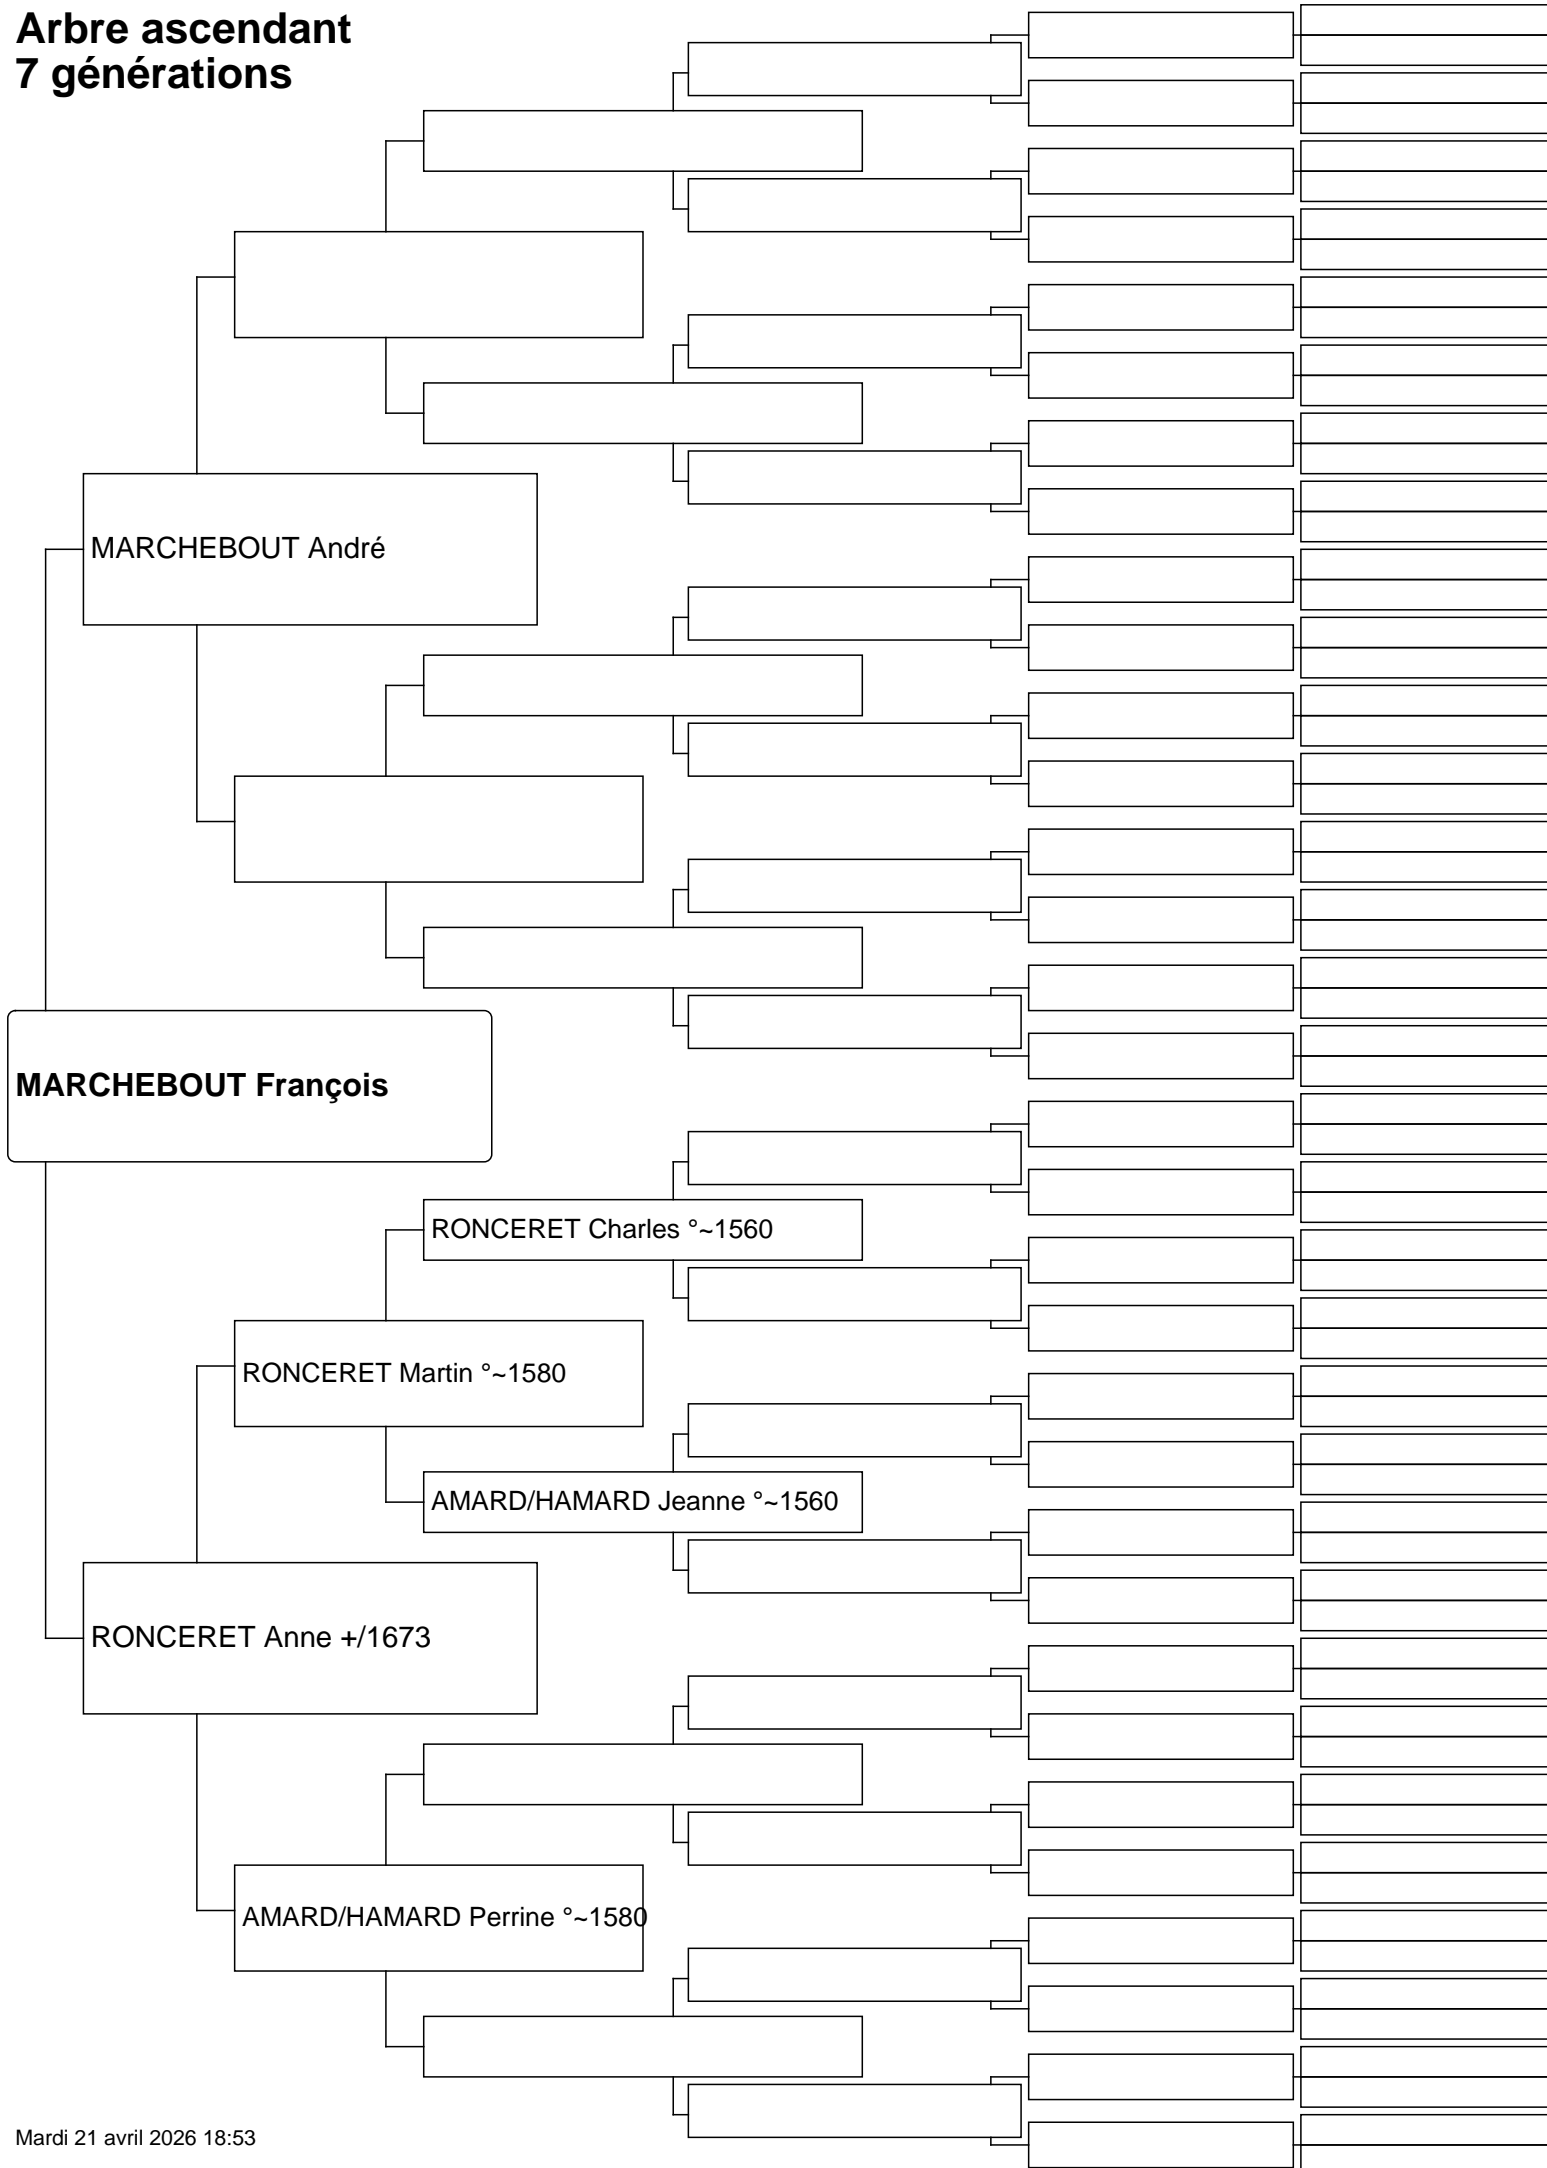 Arbre ascendant
7 générations
MARCHEBOUT André
MARCHEBOUT François
RONCERET Charles °~1560
RONCERET Martin °~1580
AMARD/HAMARD Jeanne °~1560
RONCERET Anne +/1673
AMARD/HAMARD Perrine °~1580
Mardi 21 avril 2026 18:53